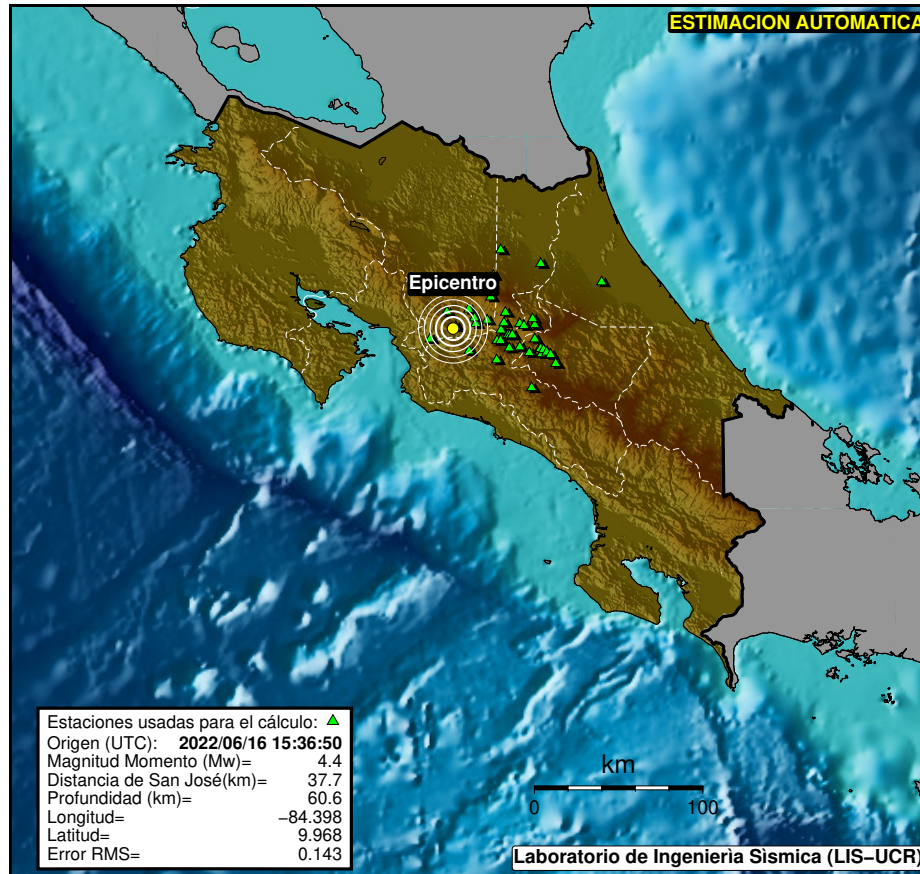 ESTIMACION AUTOMATICA
Epicentro
Estaciones usadas para el cálculo:
Origen (UTC): 2022/06/16 15:36:50
Magnitud Momento (Mw)= 4.4
Distancia de San José(km)= 37.7
Profundidad (km)= 60.6
Longitud= −84.398
Latitud= 9.968
Error RMS= 0.143
km
0 100
Laboratorio de Ingenierìa Sìsmica (LIS−UCR)